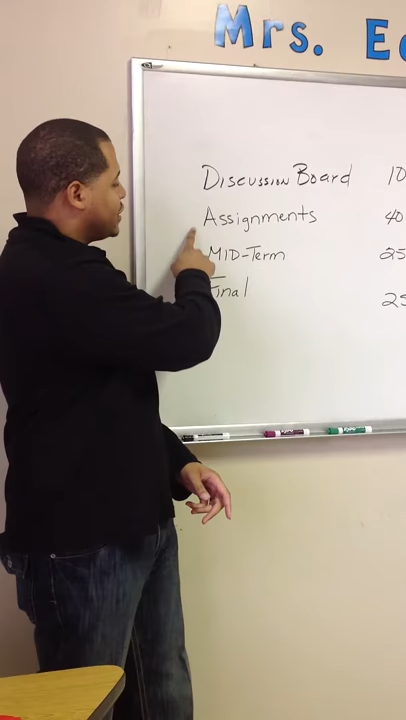 Mrs. E
Discussion Board 10
Assignments 40
MID-Term 25
Final 25